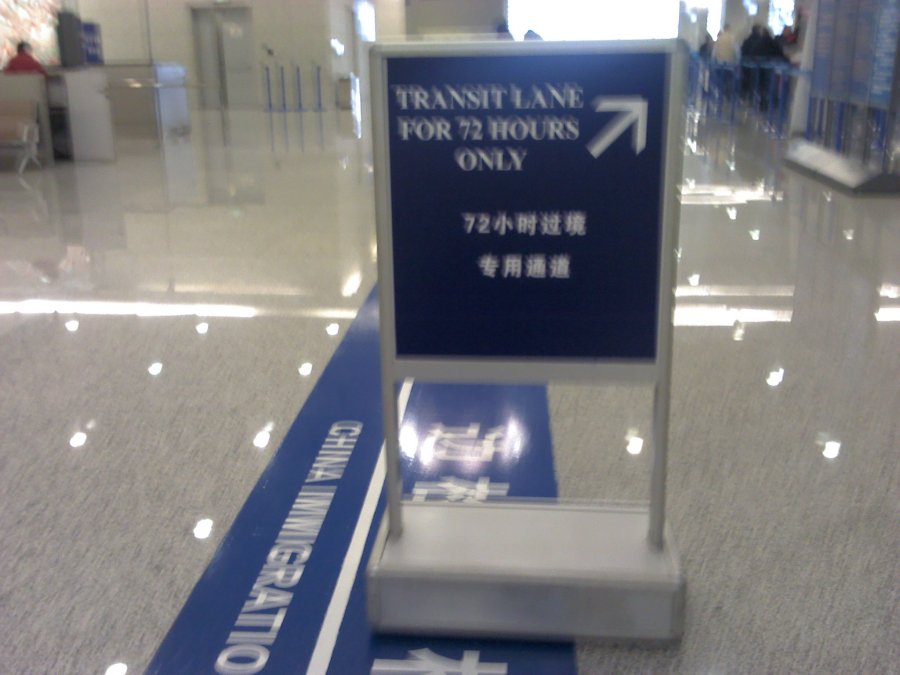 TRANSIT LANE
FOR 72 HOURS
ONLY
72小时过境
专用通道
CHINA IMMIGRATIO